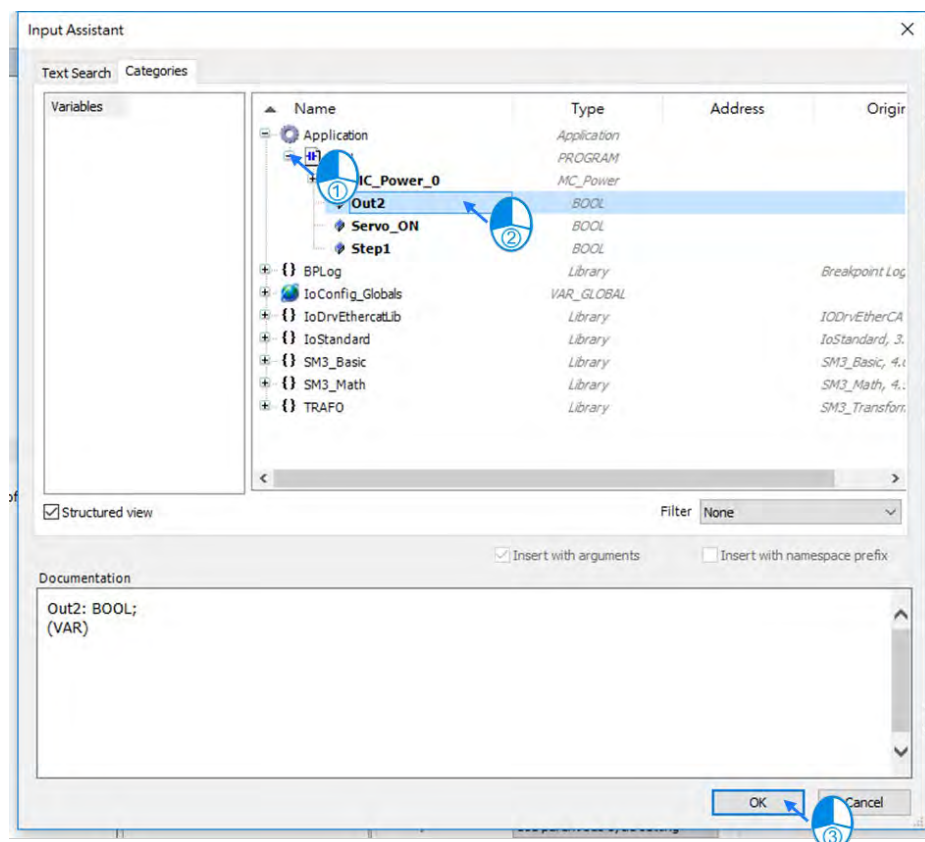 Input Assistant
Text Search Categories
Variables
Name Type Address Origir
Application Application
PROGRAM
IC_Power_0 MC_Power
①
Out2 BOOL
②
Servo_ON BOOL
Step1 BOOL
{} BPLog Library Breakpoint Log
IoConfig_Globals VAR_GLOBAL
{} IoDrvEthercatLib Library IODrvEtherCA
{} IoStandard Library IoStandard, 3.
{} SM3_Basic Library SM3_Basic, 4.
{} SM3_Math Library SM3_Math, 4.
{} TRAFO Library SM3_Transfor
of
Structured view Filter None
Insert with arguments Insert with namespace prefix
Documentation
Out2: BOOL;
(VAR)
OK Cancel
③